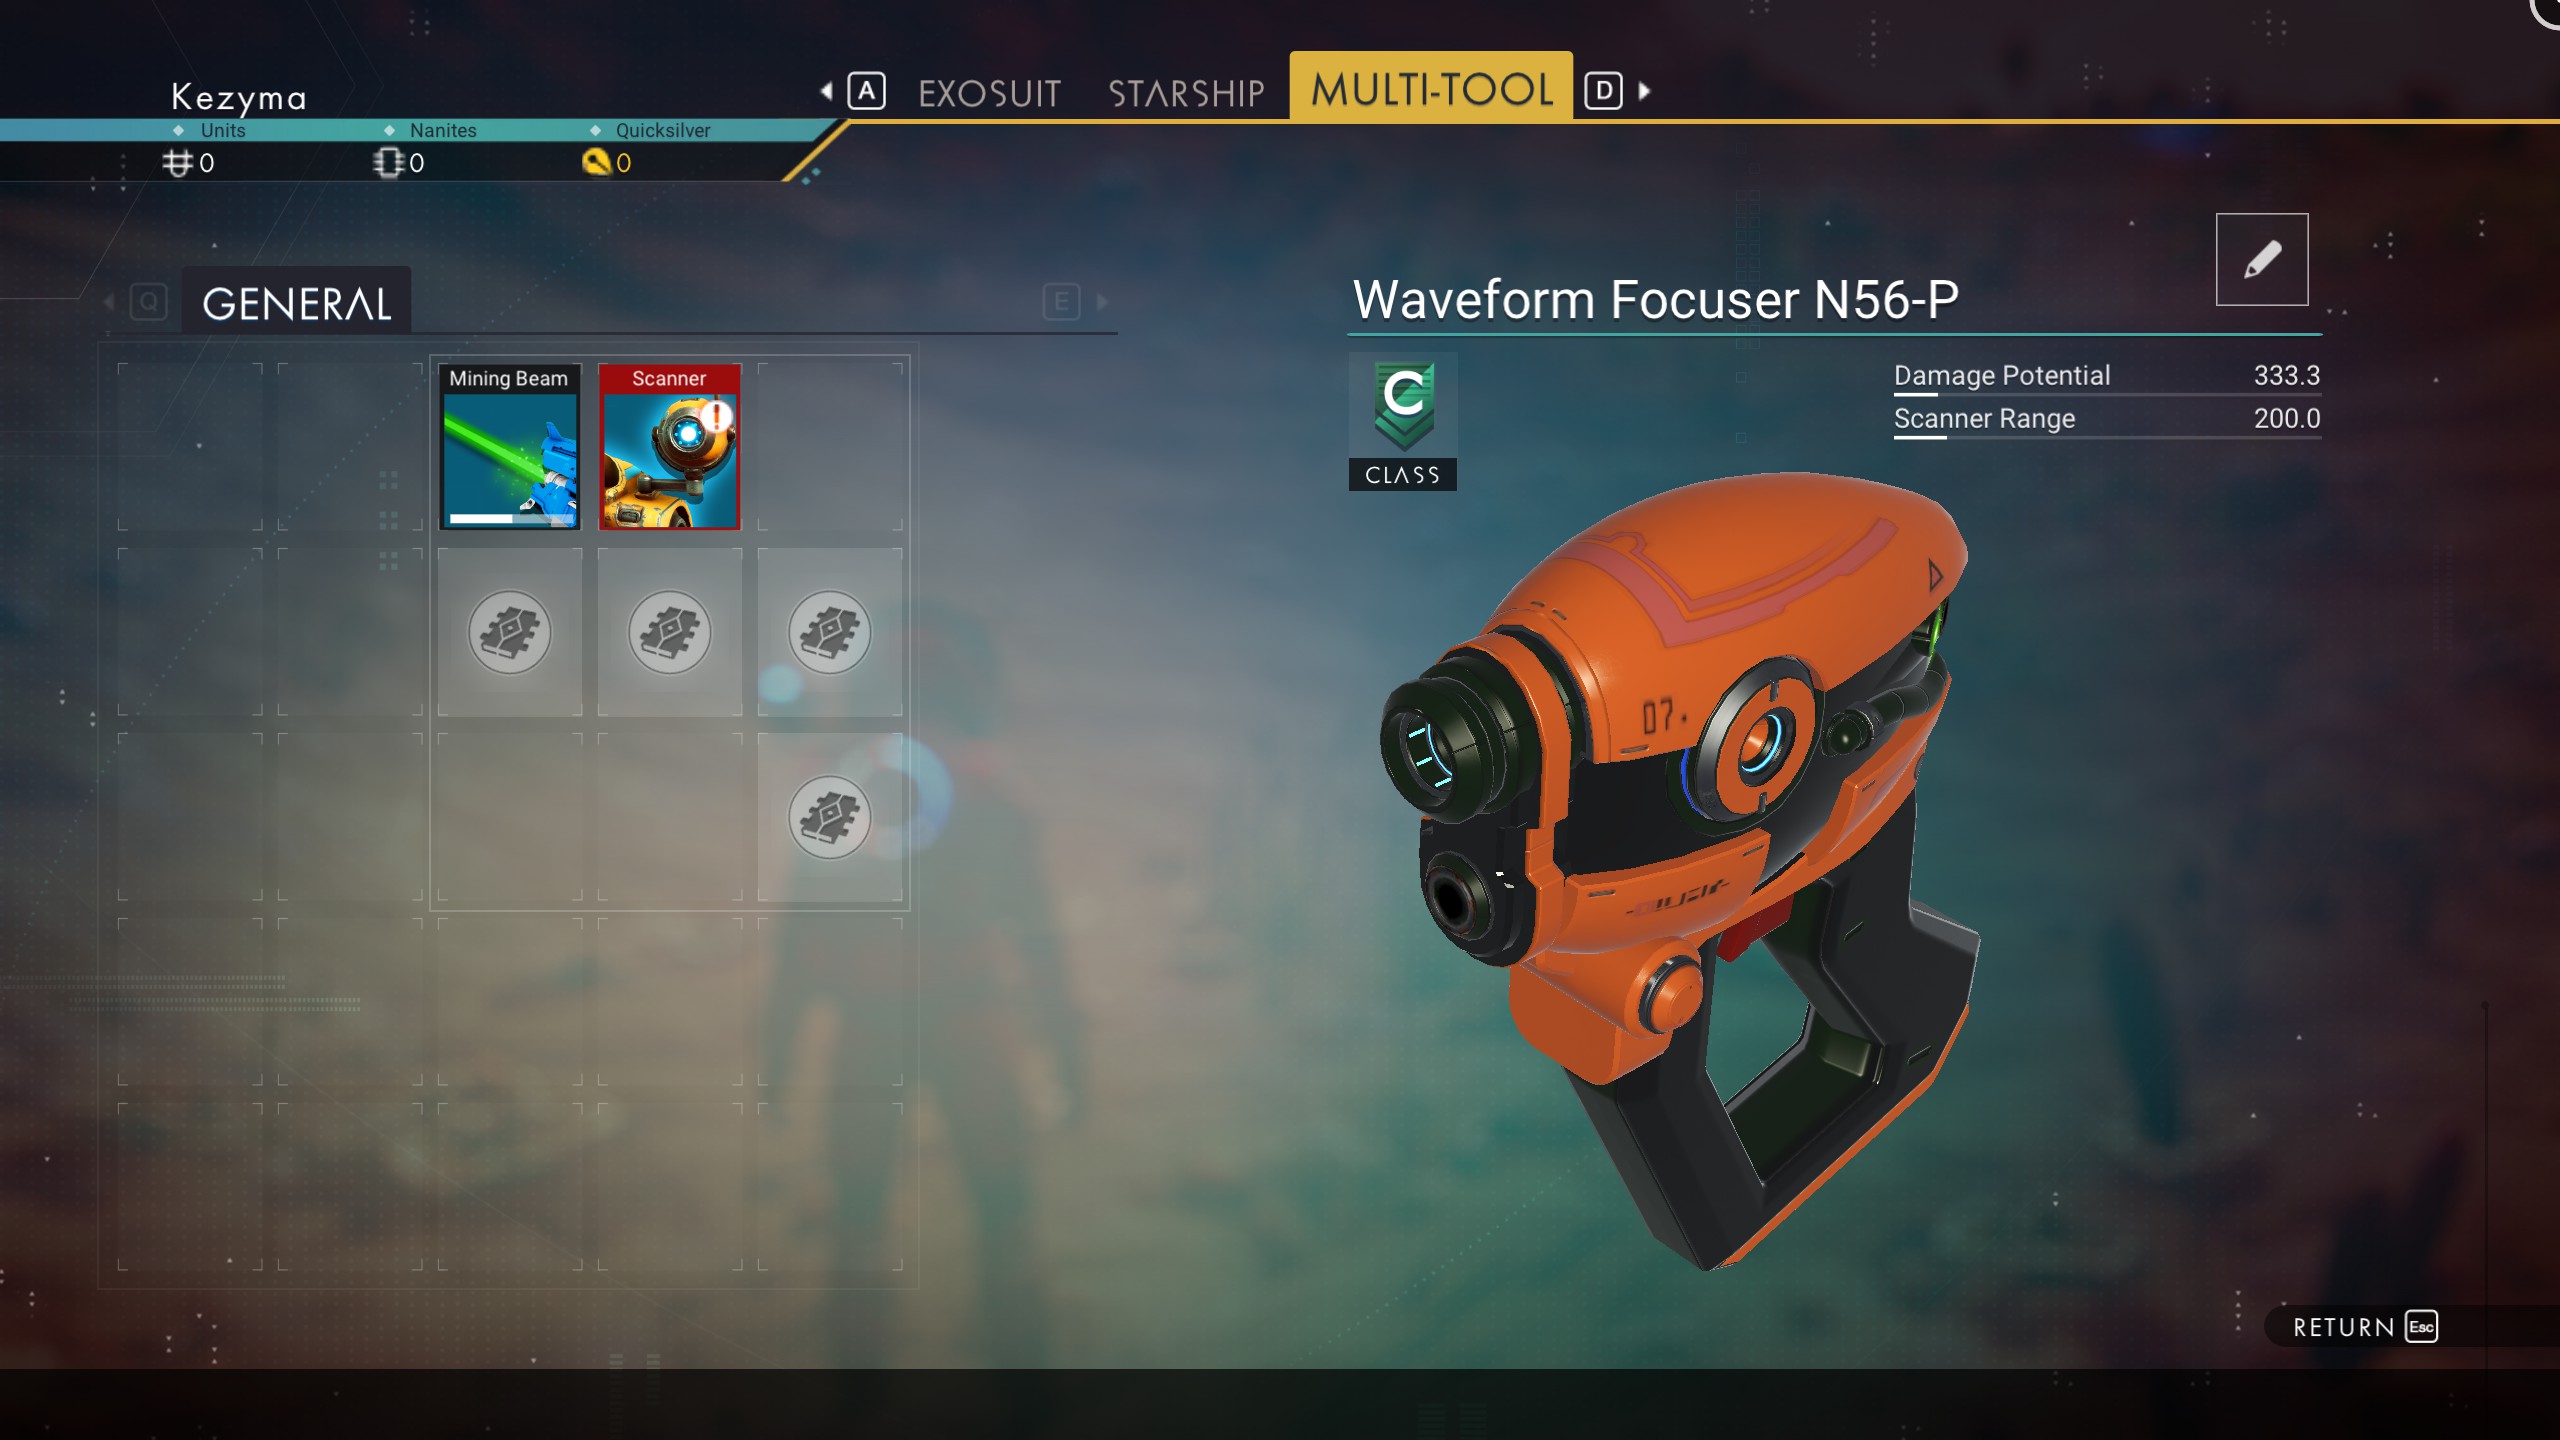 Kezyma
A EXOSUIT STARSHIP MULTI-TOOL D
Units Nanites Quicksilver
0 0 0
Q GENERAL E
Waveform Focuser N56-P
Mining Beam Scanner
C
CLASS
Damage Potential 333.3
Scanner Range 200.0
07.
RETURN Esc